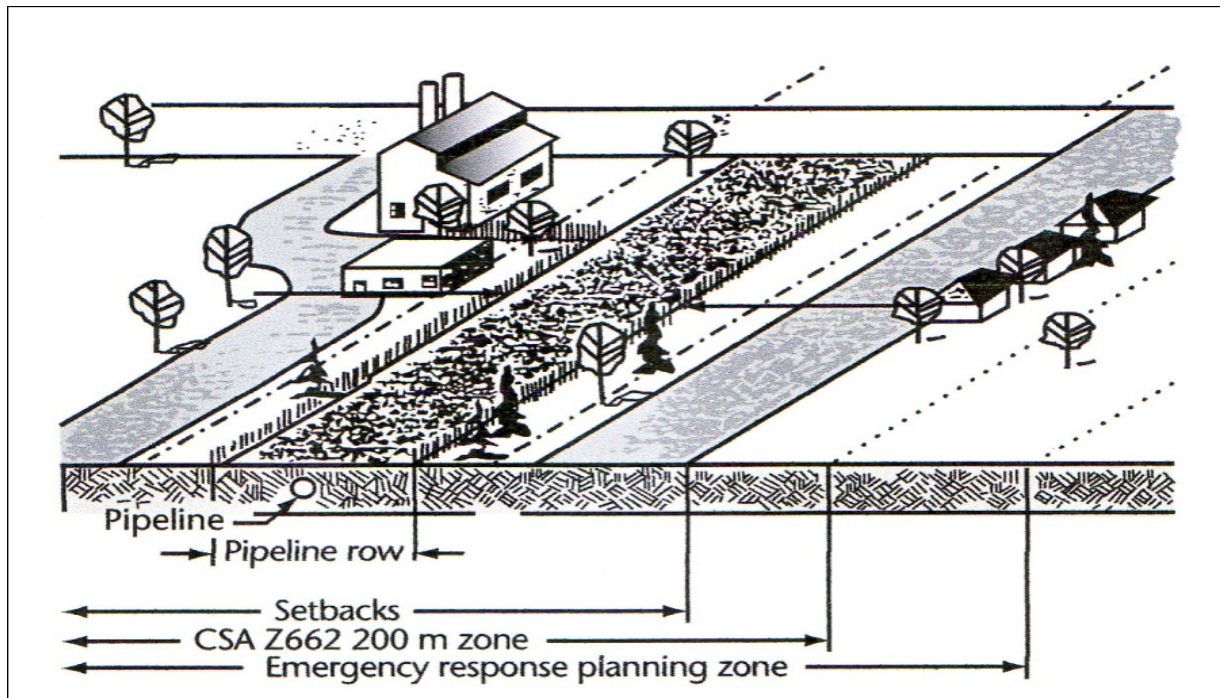 Pipeline
Pipeline row
Setbacks
CSA Z662 200 m zone
Emergency response planning zone